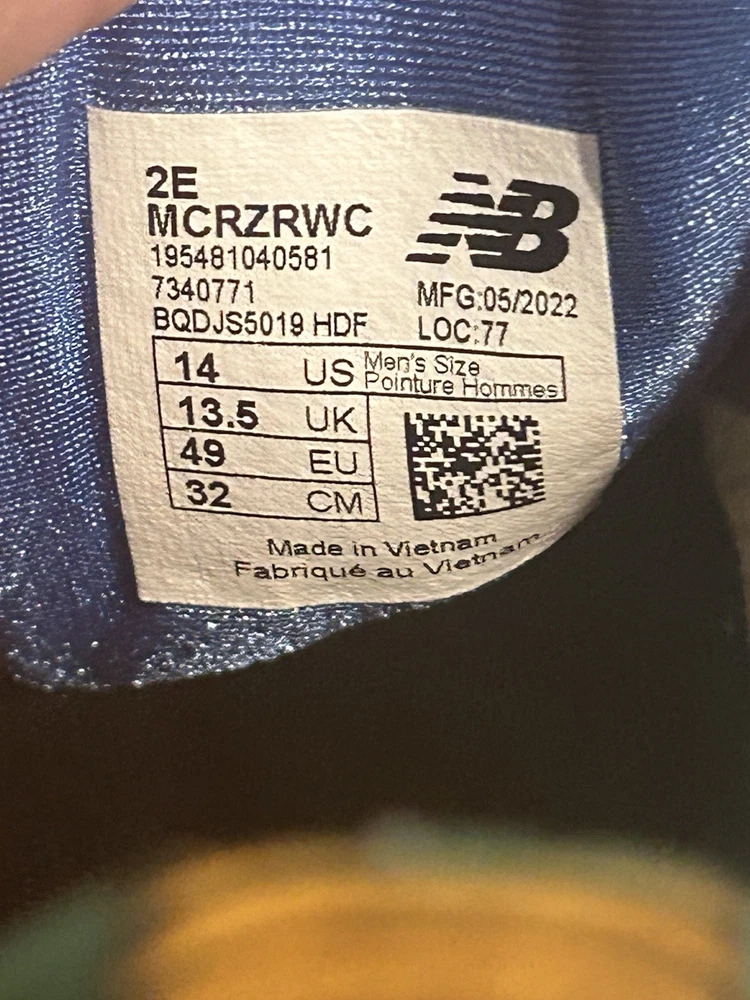 2E
MCRZRWC
195481040581
7340771
BQDJS5019 HDF
NB
MFG:05/2022
LOC:77
14 US Men's Size
Pointure Hommes
13.5 UK
49 EU
32 CM
Made in Vietnam
Fabriqué au Vietnam